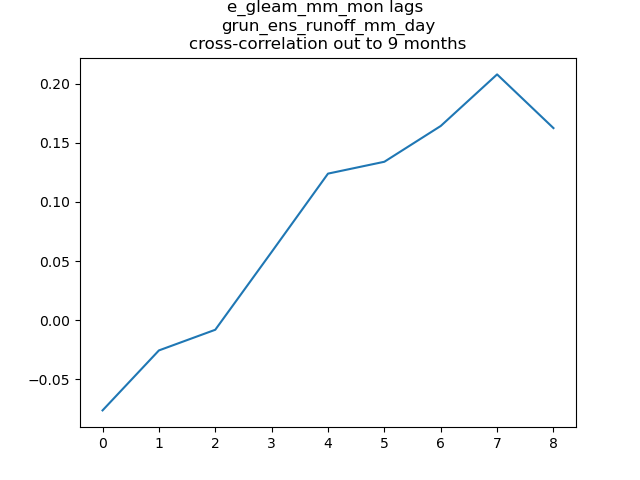 e_gleam_mm_mon lags
grun_ens_runoff_mm_day
cross-correlation out to 9 months
0.20
0.15
0.10
0.05
0.00
−0.05
0 1 2 3 4 5 6 7 8